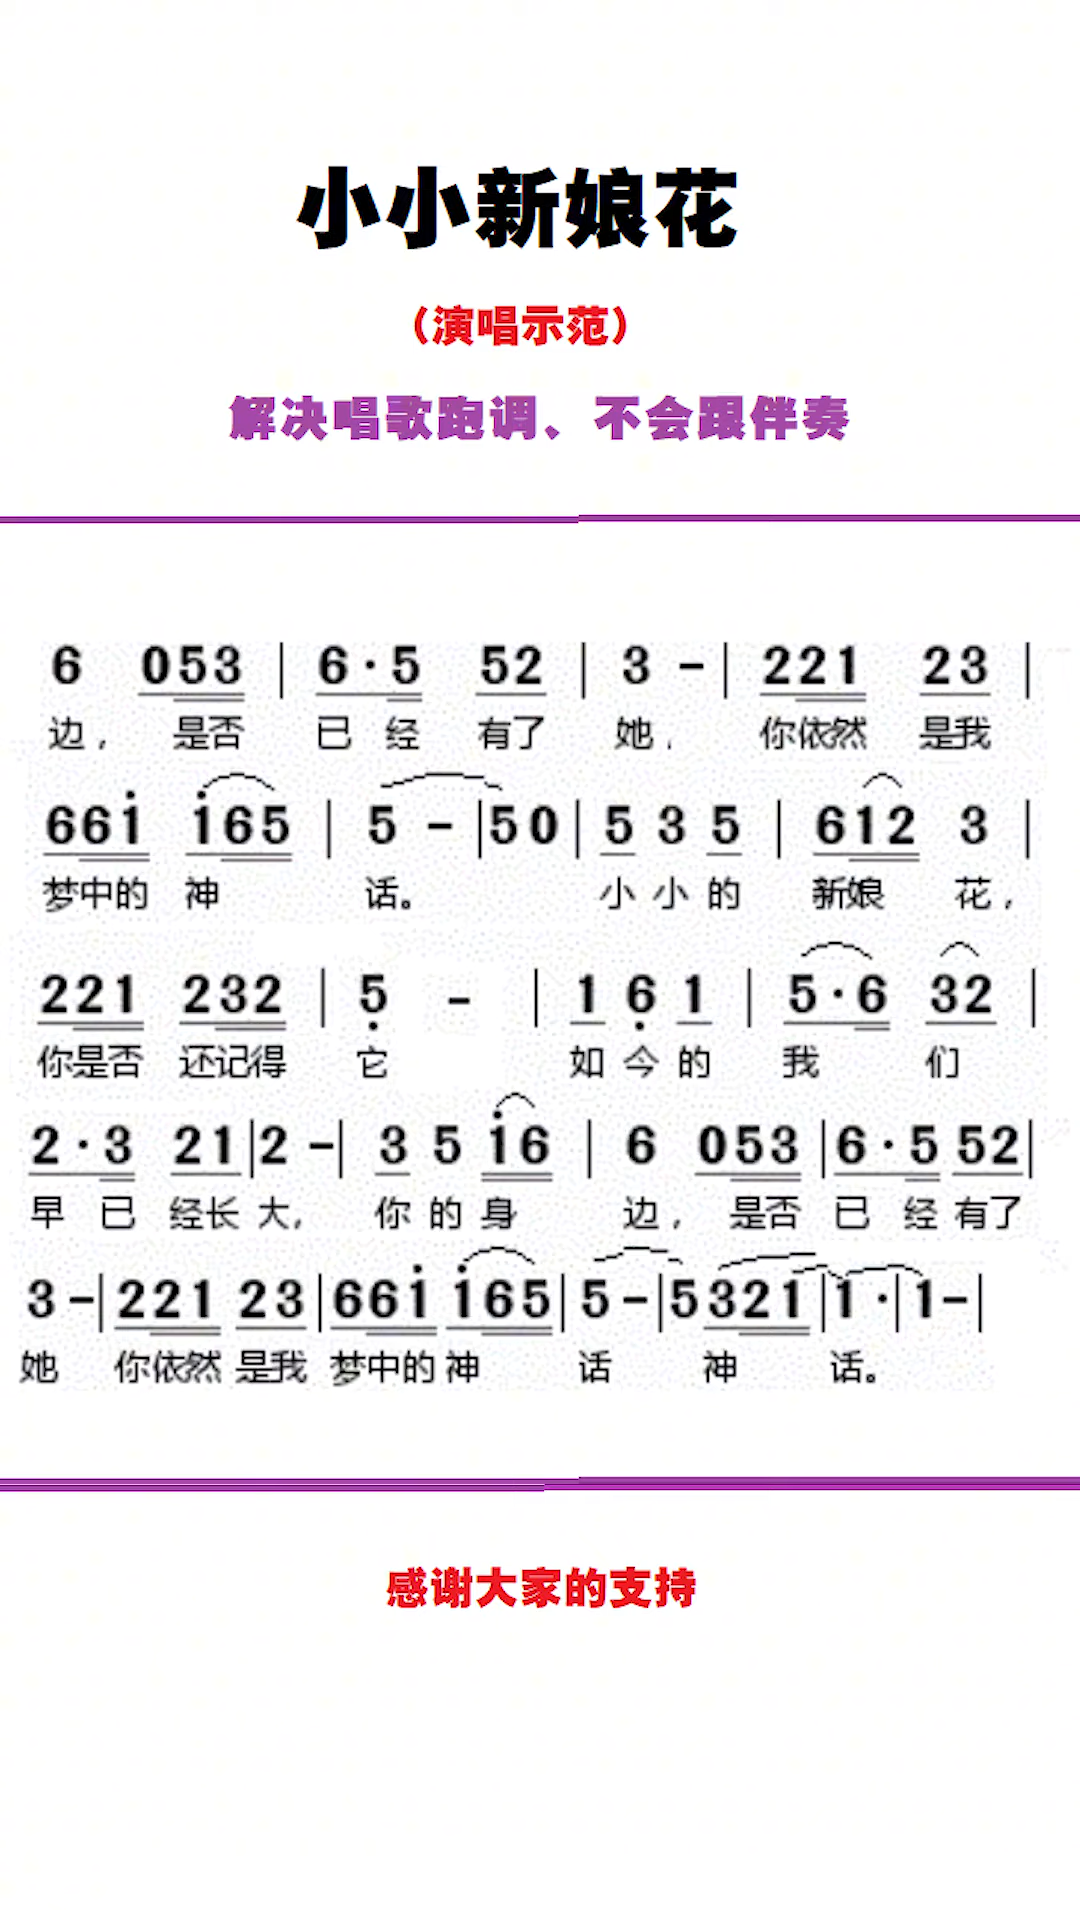 小小新娘花
（演唱示范）
解决唱歌跑调、不会跟伴奏
6 053 | 6·5 52 | 3 - | 221 23 |
边， 是否 已 经 有了 她， 你依然 是我
66i i65 | 5 - | 50 | 5 3 5 | 612 3 |
梦中的 神 话。 小 小 的 新娘 花，
221 232 | 5̣ - | 1 6̣ 1 | 5·6 32 |
你是否 还记得 它 如 今 的 我 们
2·3 21 | 2 - | 3 5 i6 | 6 053 | 6·5 52 |
早 已 经长 大， 你 的 身 边， 是否 已 经 有了
3 - | 221 23 | 66i i65 | 5 - | 5321 | 1· | 1 - |
她 你依然 是我 梦中的 神 话 神 话。
感谢大家的支持